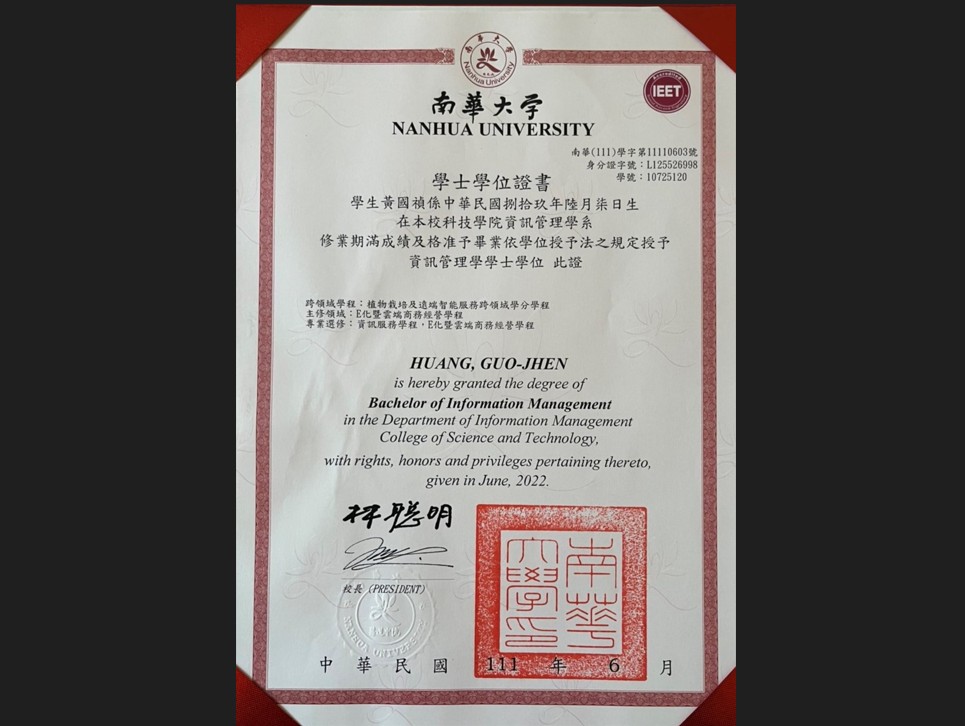 南華大學
Nanhua University
Accredited
IEET
南華大学
NANHUA UNIVERSITY
南華(111)學字第11110603號
身分證字號：L125526998
學號：10725120
學士學位證書
學生黃國禎係中華民國捌拾玖年陸月柒日生
在本校科技學院資訊管理學系
修業期滿成績及格准予畢業依學位授予法之規定授予
資訊管理學學士學位 此證
跨領域學程：植物栽培及遠端智能服務跨領域學分學程
主修領域：E化暨雲端商務經營學程
專業選修：資訊服務學程，E化暨雲端商務經營學程
HUANG, GUO-JHEN
is hereby granted the degree of
Bachelor of Information Management
in the Department of Information Management
College of Science and Technology,
with rights, honors and privileges pertaining thereto,
given in June, 2022.
林聰明
校長 (PRESIDENT)
NANHUA UNIVERSITY
南華大學印
中華民國 111 年 6 月